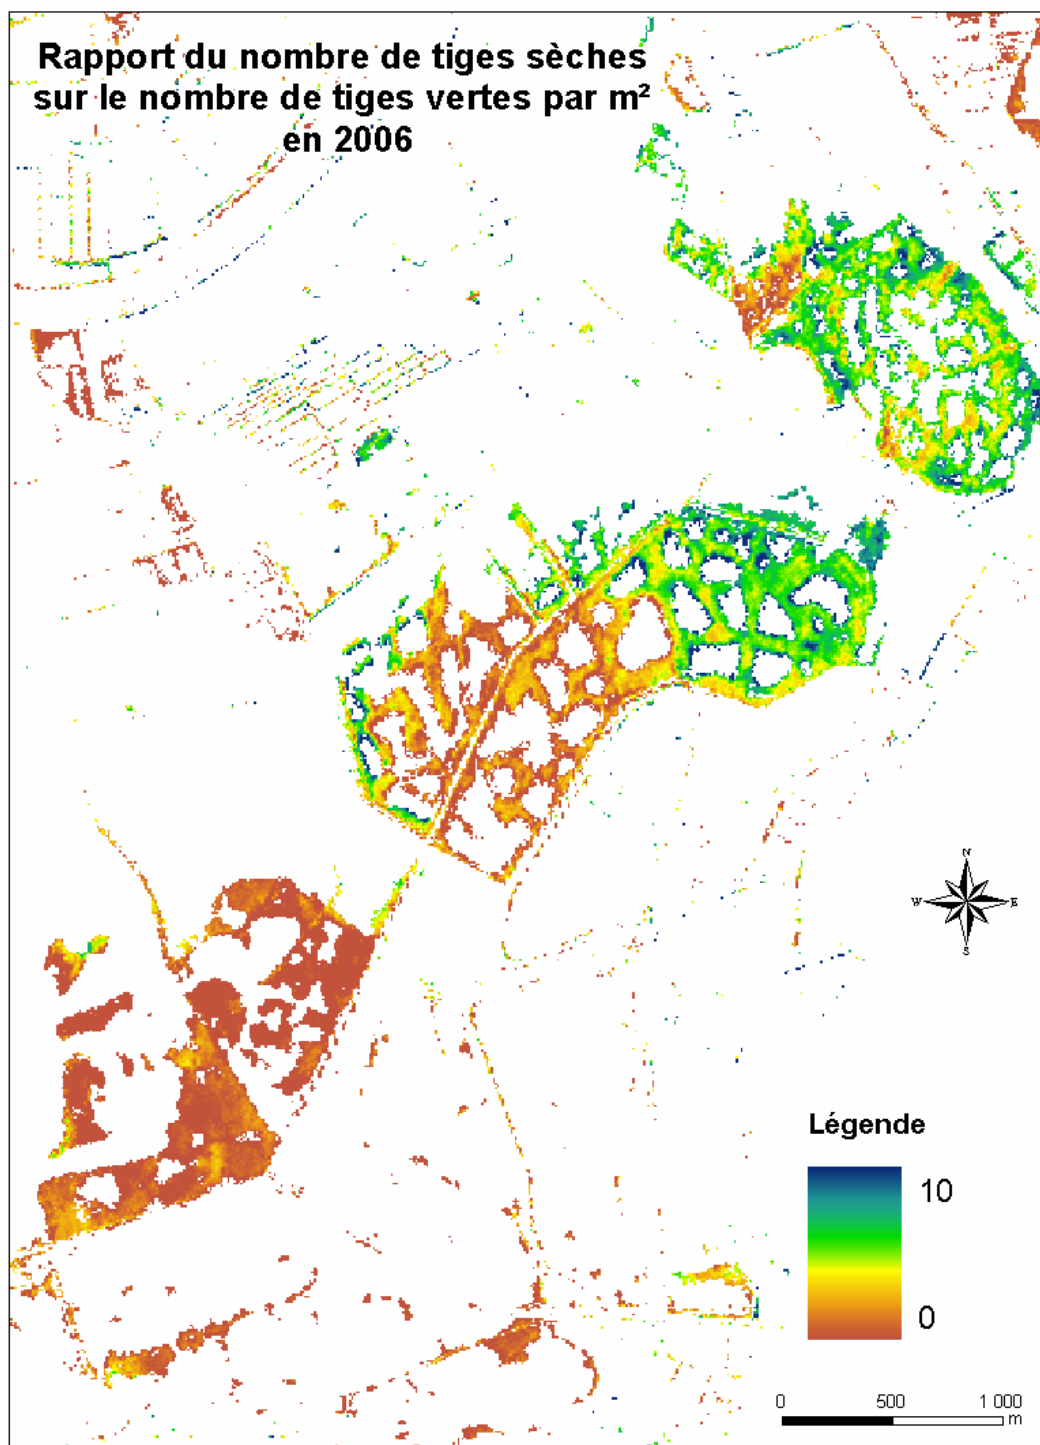 Rapport du nombre de tiges sèches
sur le nombre de tiges vertes par m²
en 2006
N
W
E
S
Légende
10
0
0 500 1 000
m